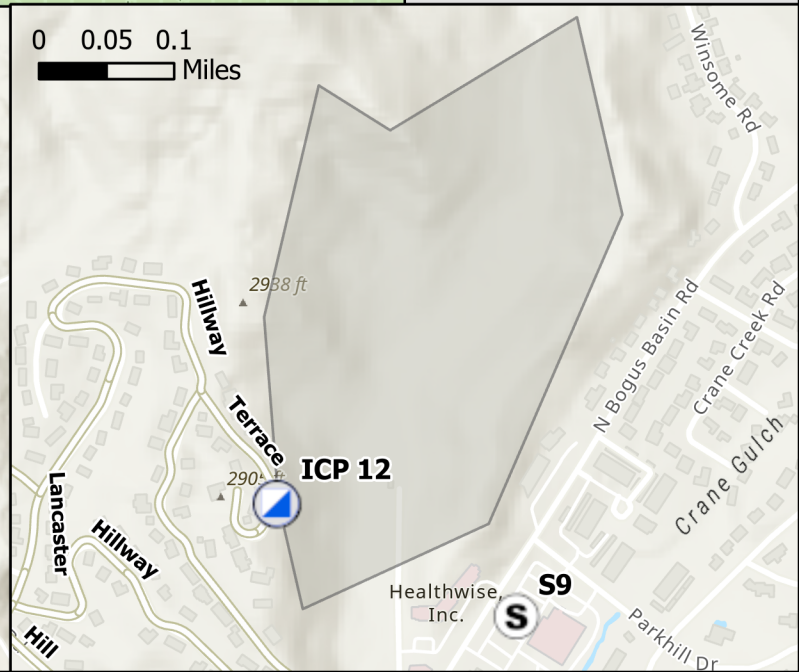 0 0.05 0.1
Miles
Winsome Rd
2938 ft
Hillway
N Bogus Basin Rd
Crane Creek Rd
Terrace
ICP 12
Crane Gulch
Lancaster
Hillway
Healthwise,
Inc.
S9
S
Parkhill Dr
Hill